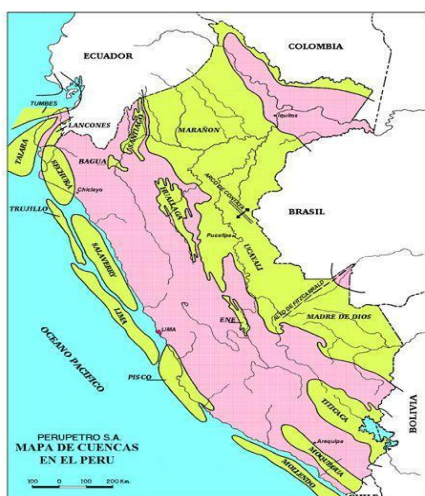 ECUADOR
COLOMBIA
TUMBES
LANCONES
TALARA
SECHURA
BAGUA
SANTIAGO
MARAÑON
Iquitos
Chiclayo
HUALLAGA
ARCO DE CONTAYA
BRASIL
TRUJILLO
Pucallpa
UCAYALI
SALAVERRY
ALTO DE FITZCARRALD
LIMA
LIMA
ENE
MADRE DE DIOS
OCEANO PACIFICO
PISCO
TITICACA
BOLIVIA
PERUPETRO S.A.
MAPA DE CUENCAS
EN EL PERU
Arequipa
MOQUEGUA
MOLLENDO
CHILE
100 0 100 200 Km.